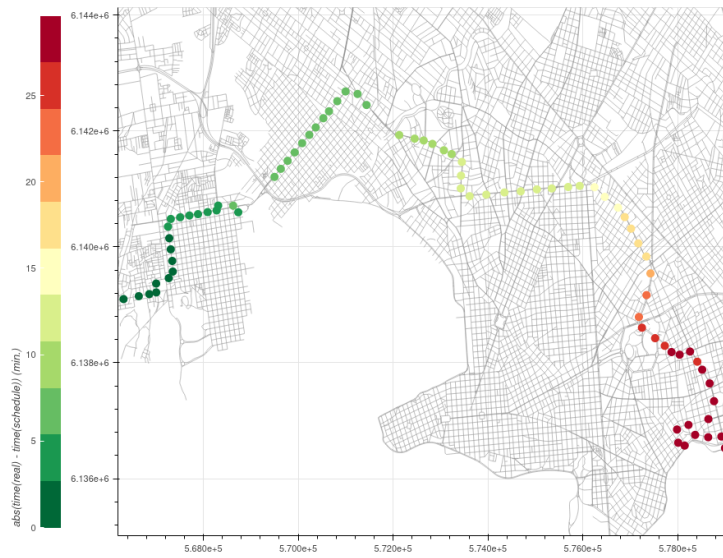 abs(time(real) - time(schedule)) (min.)
25
20
15
10
5
0
6.144e+6
6.142e+6
6.140e+6
6.138e+6
6.136e+6
5.680e+5
5.700e+5
5.720e+5
5.740e+5
5.760e+5
5.780e+5